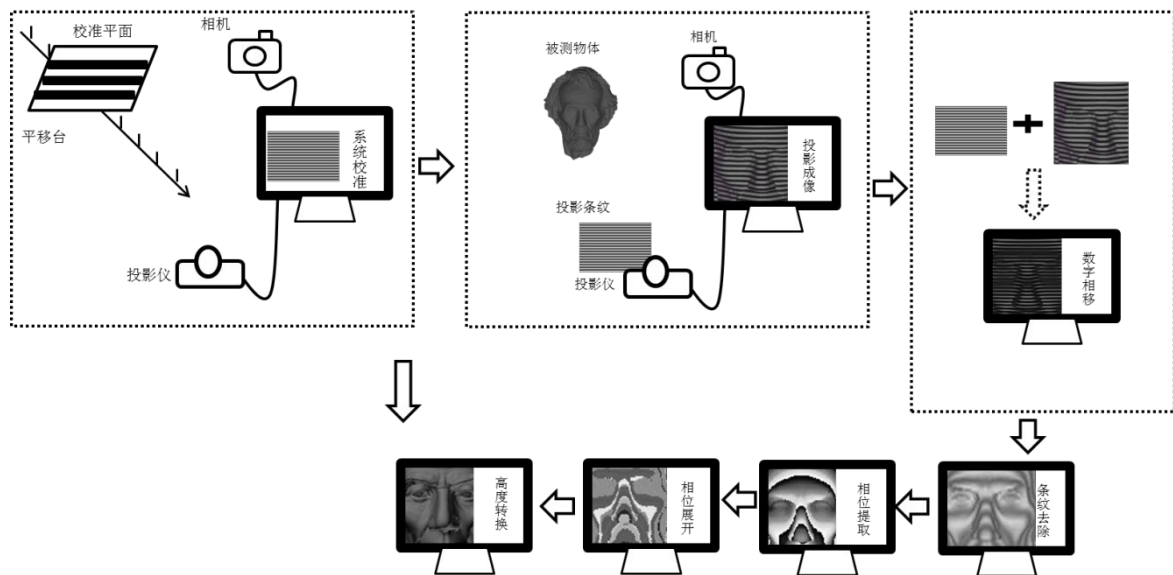 校准平面
相机
平移台
系统校准
投影仪
被测物体
相机
投影成像
投影条纹
投影仪
数字相移
高度转换
相位展开
相位提取
条纹去除